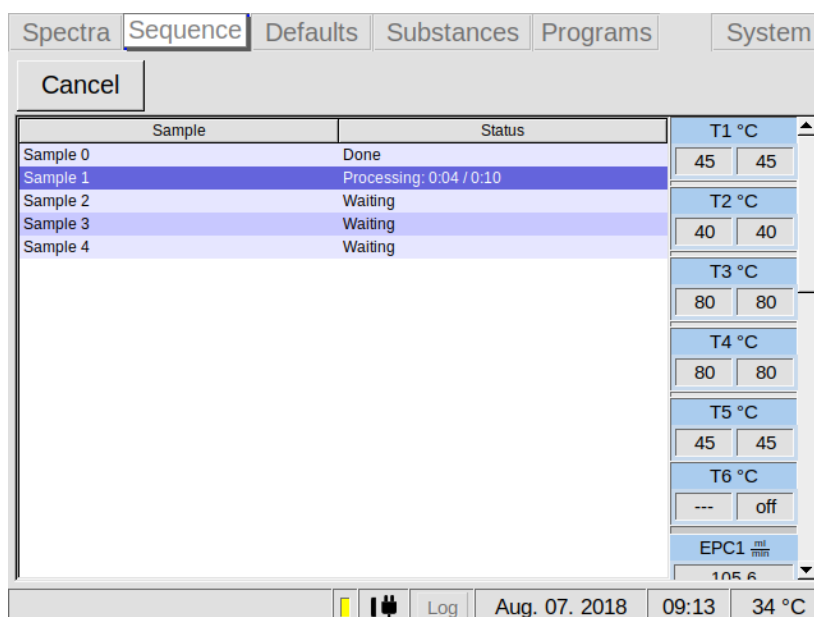 Spectra Sequence Defaults Substances Programs System
Cancel
Sample Status
Sample 0 Done
Sample 1 Processing: 0:04 / 0:10
Sample 2 Waiting
Sample 3 Waiting
Sample 4 Waiting
T1 °C
45 45
T2 °C
40 40
T3 °C
80 80
T4 °C
80 80
T5 °C
45 45
T6 °C
--- off
EPC1 ml/min
105.6
Log Aug. 07. 2018 09:13 34 °C